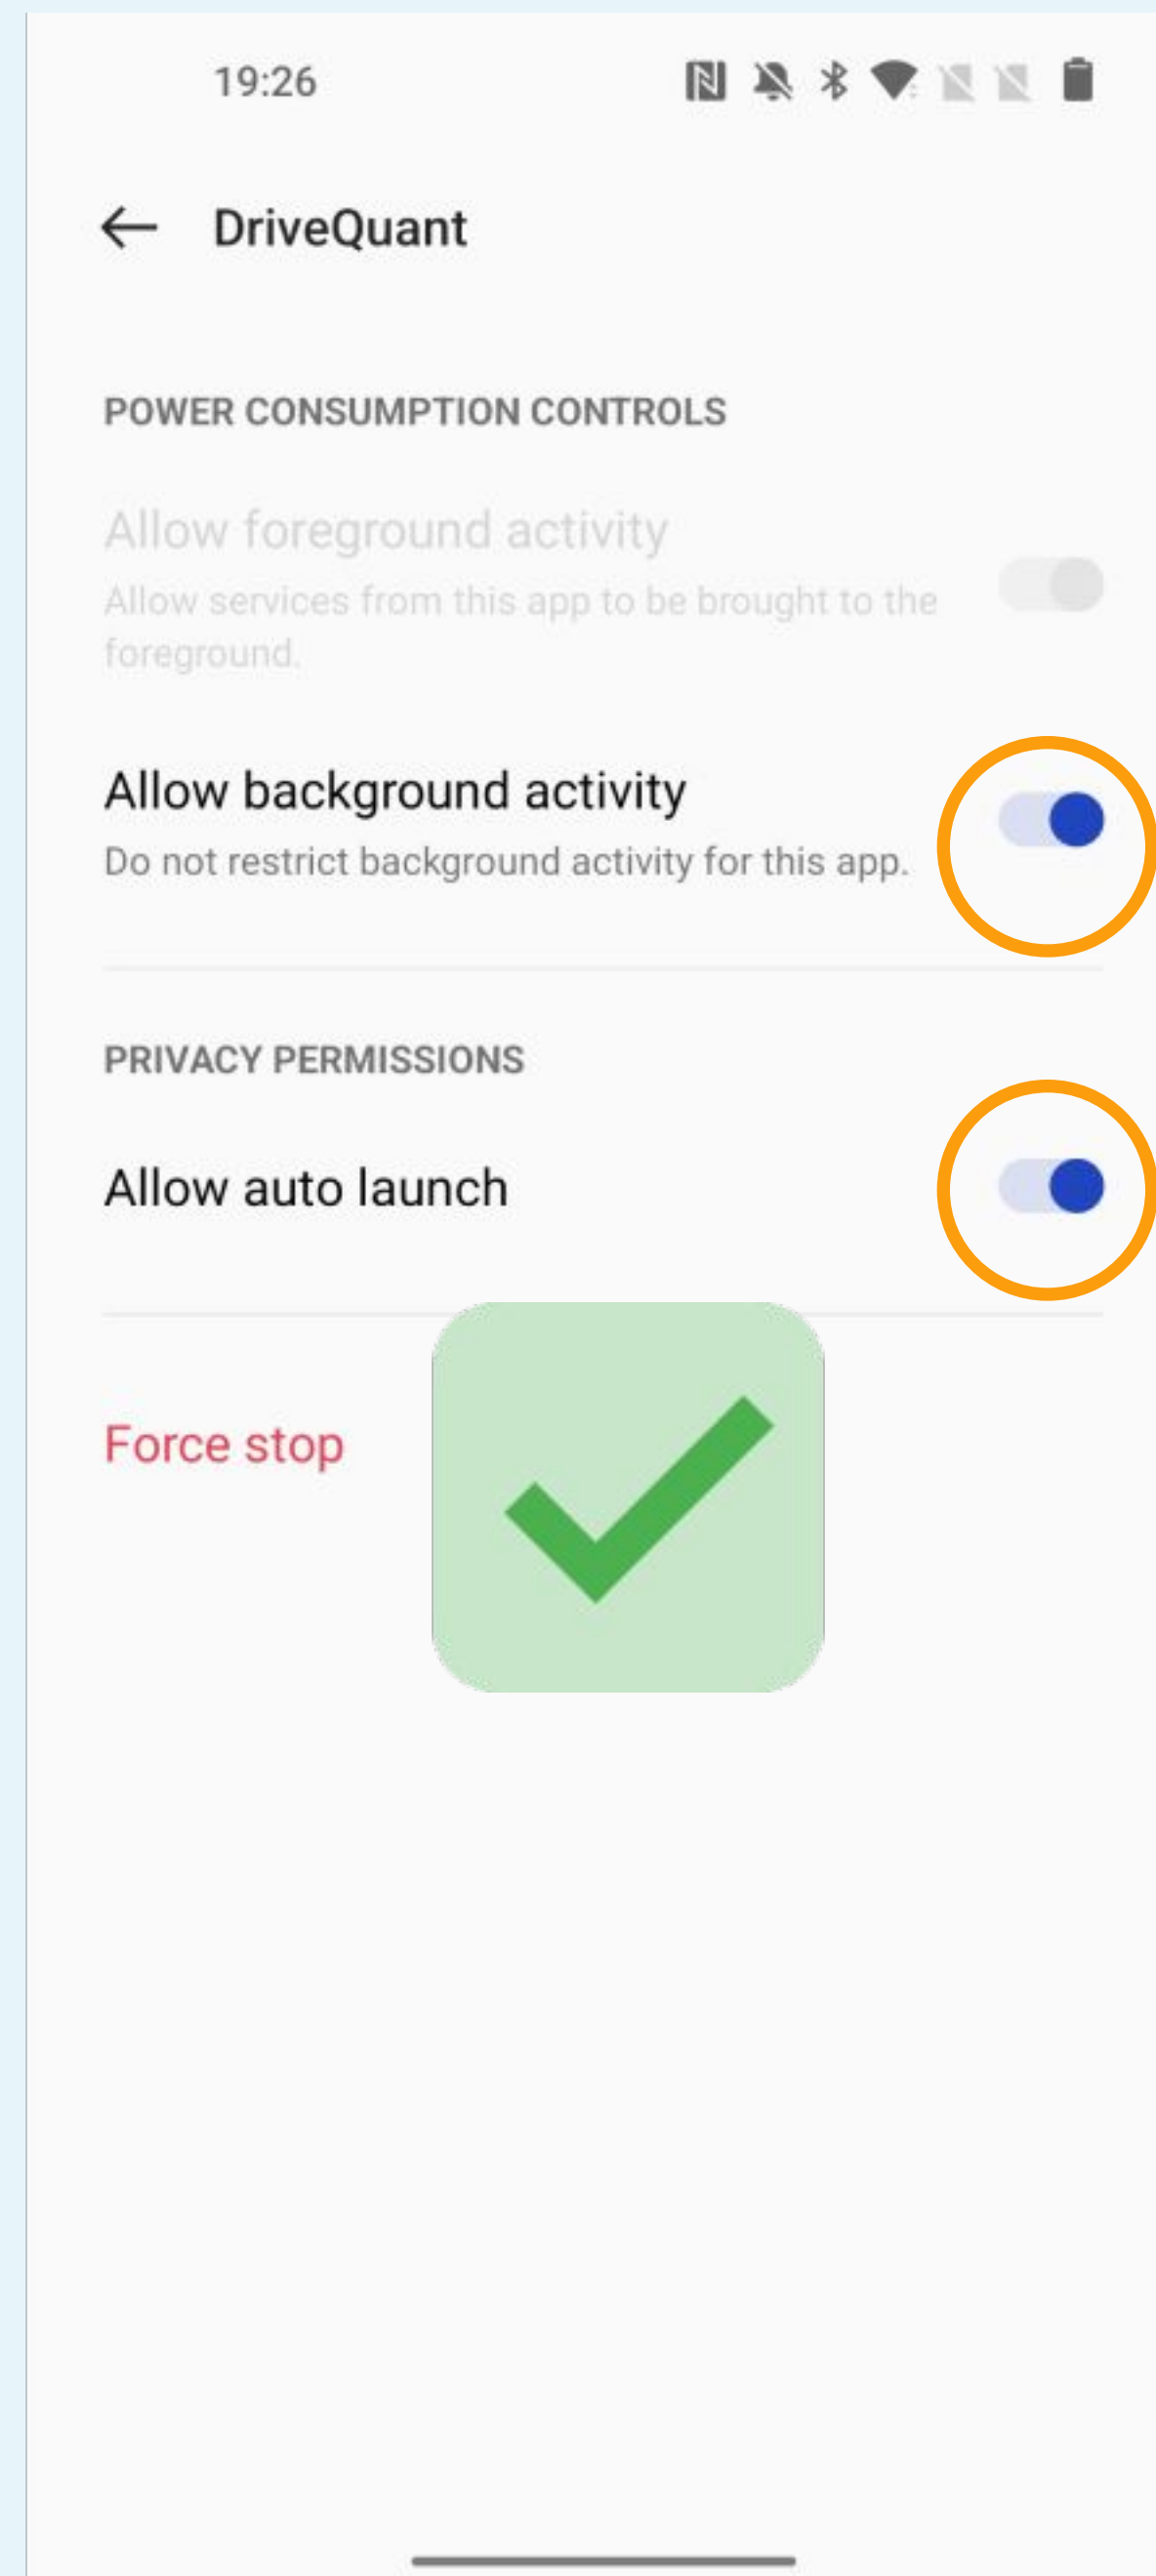 19:26
DriveQuant
POWER CONSUMPTION CONTROLS
Allow foreground activity
Allow services from this app to be brought to the
foreground.
Allow background activity
Do not restrict background activity for this app.
PRIVACY PERMISSIONS
Allow auto launch
Force stop